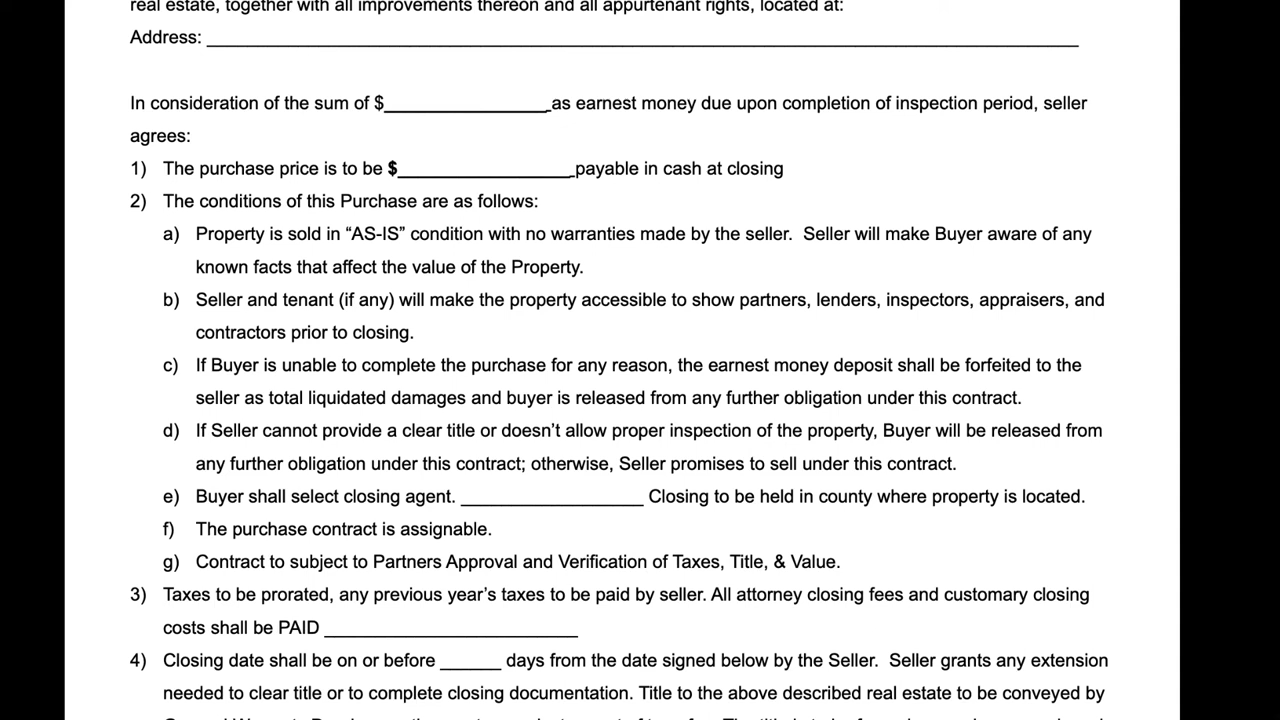 real estate, together with all improvements thereon and all appurtenant rights, located at:
Address: ____________________
In consideration of the sum of $________________as earnest money due upon completion of inspection period, seller
agrees:
1) The purchase price is to be $_________________payable in cash at closing
2) The conditions of this Purchase are as follows:
a) Property is sold in “AS-IS” condition with no warranties made by the seller. Seller will make Buyer aware of any
known facts that affect the value of the Property.
b) Seller and tenant (if any) will make the property accessible to show partners, lenders, inspectors, appraisers, and
contractors prior to closing.
c) If Buyer is unable to complete the purchase for any reason, the earnest money deposit shall be forfeited to the
seller as total liquidated damages and buyer is released from any further obligation under this contract.
d) If Seller cannot provide a clear title or doesn’t allow proper inspection of the property, Buyer will be released from
any further obligation under this contract; otherwise, Seller promises to sell under this contract.
e) Buyer shall select closing agent. __________________ Closing to be held in county where property is located.
f) The purchase contract is assignable.
g) Contract to subject to Partners Approval and Verification of Taxes, Title, & Value.
3) Taxes to be prorated, any previous year’s taxes to be paid by seller. All attorney closing fees and customary closing
costs shall be PAID _________________________
4) Closing date shall be on or before ______ days from the date signed below by the Seller. Seller grants any extension
needed to clear title or to complete closing documentation. Title to the above described real estate to be conveyed by